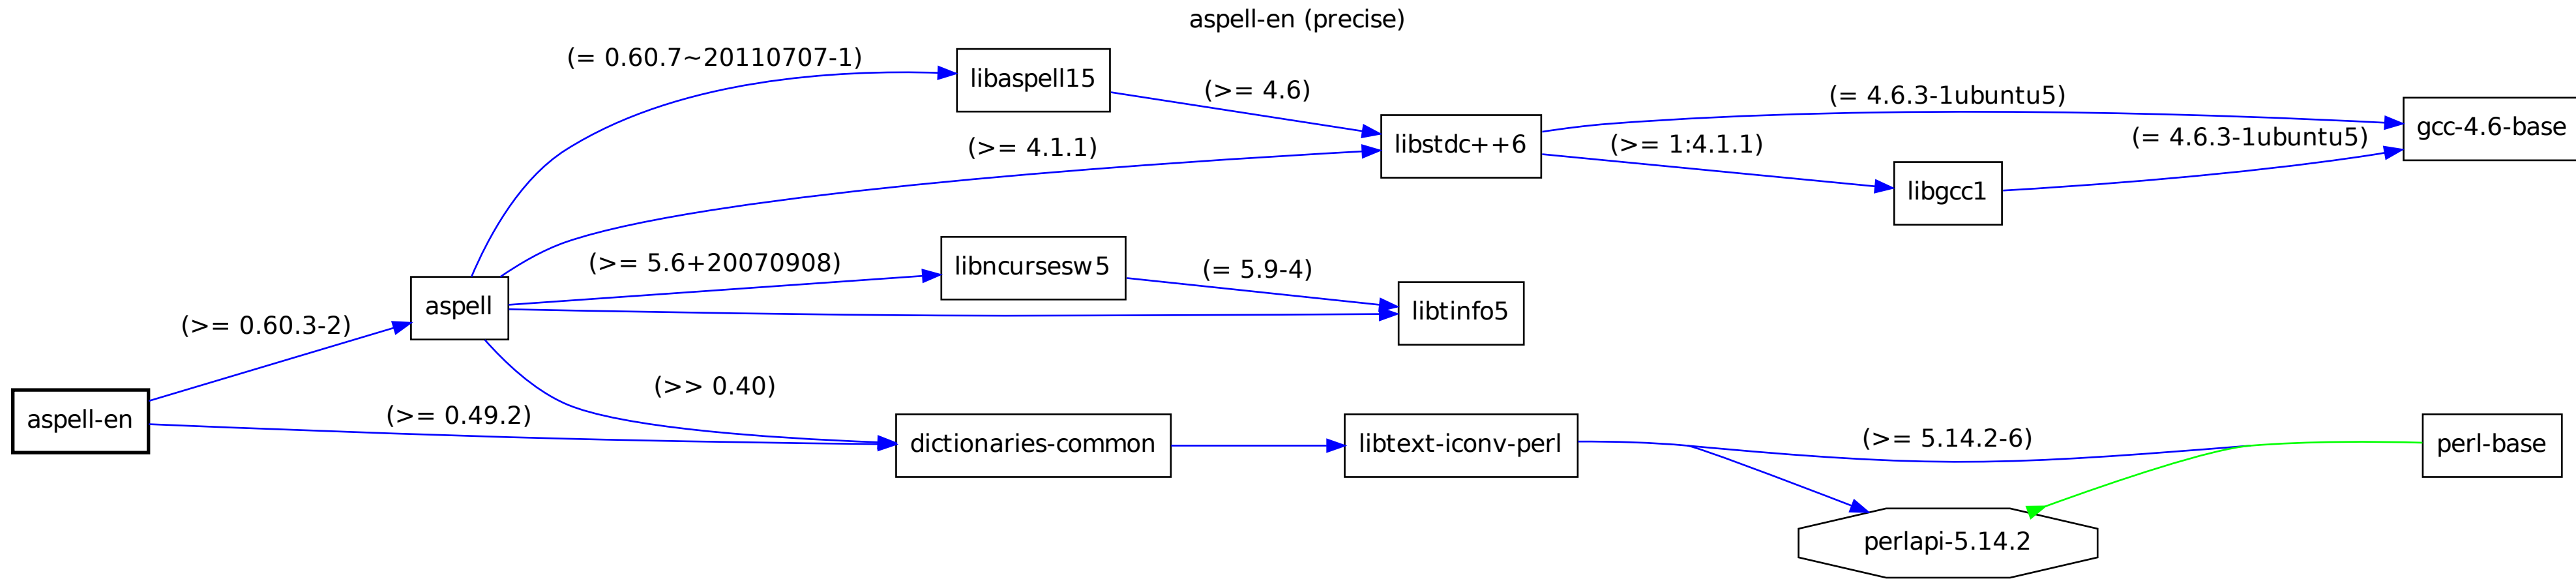 aspell-en (precise)
(= 0.60.7~20110707-1)
libaspell15
(>= 4.6)
(= 4.6.3-1ubuntu5)
gcc-4.6-base
(>= 4.1.1)
libstdc++6
(>= 1:4.1.1)
(= 4.6.3-1ubuntu5)
libgcc1
(>= 5.6+20070908)
libncursesw5
(= 5.9-4)
aspell
libtinfo5
(>= 0.60.3-2)
(>> 0.40)
aspell-en
(>= 0.49.2)
dictionaries-common
libtext-iconv-perl
(>= 5.14.2-6)
perl-base
perlapi-5.14.2